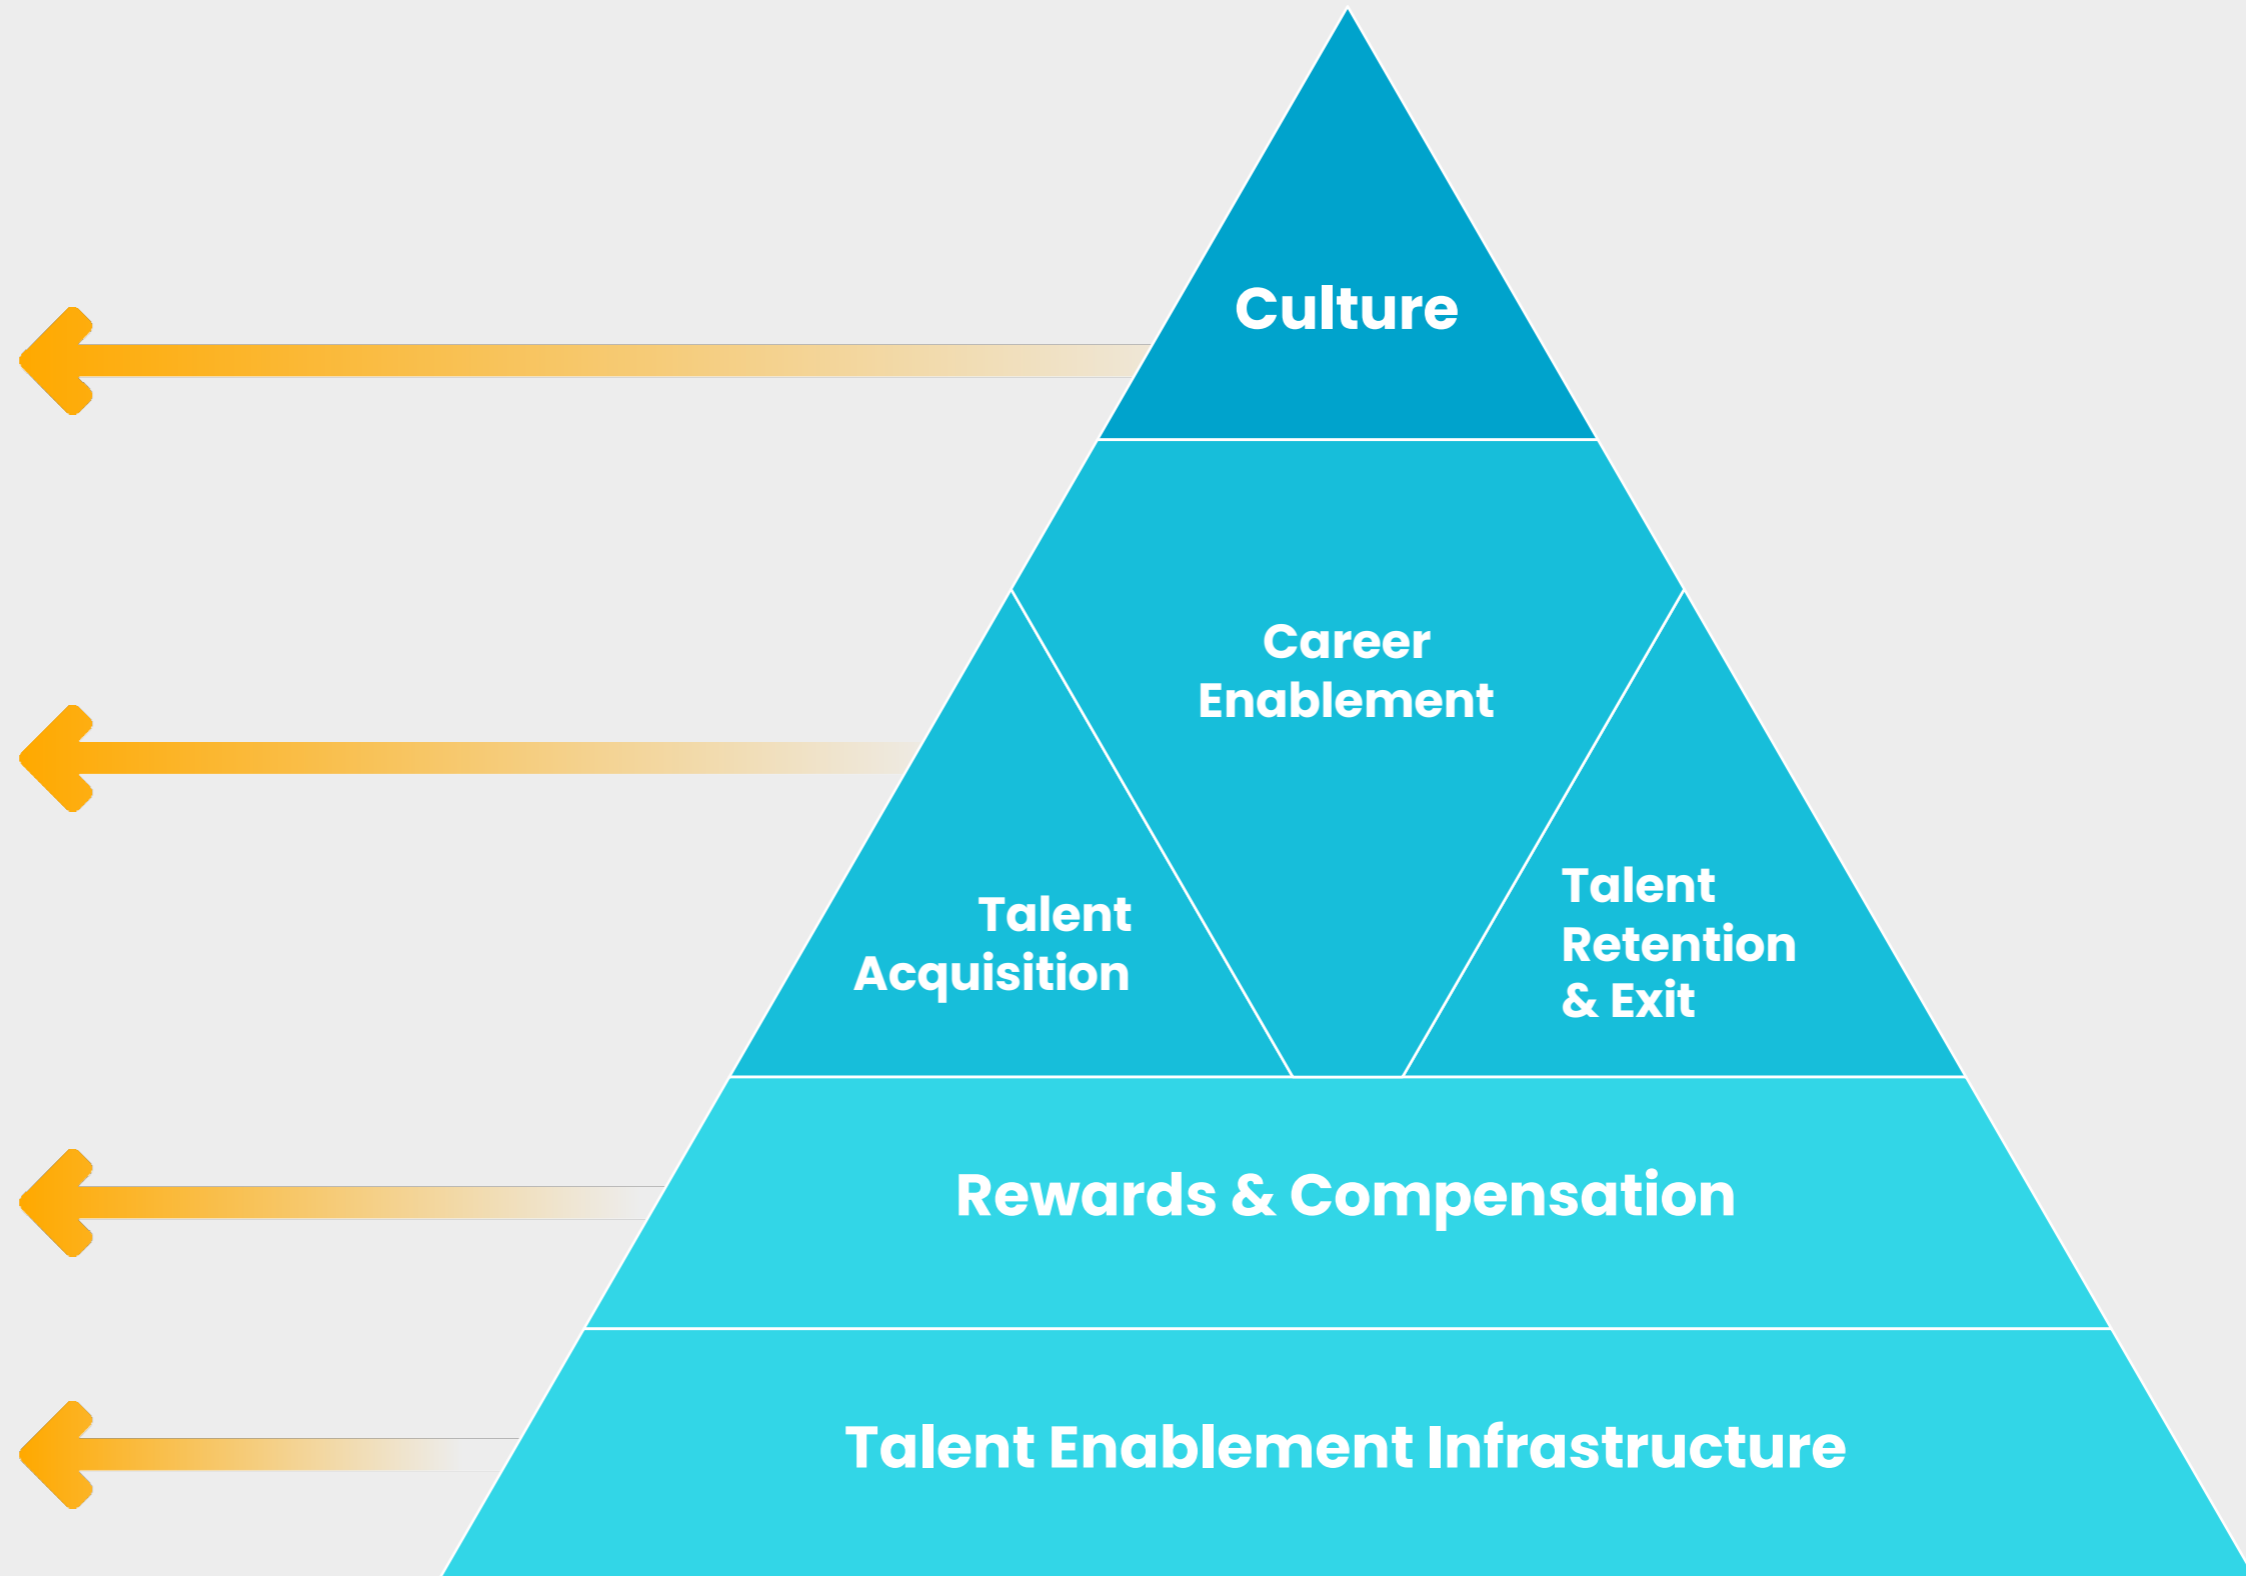 Culture
Career
Enablement
Talent
Acquisition
Talent
Retention
& Exit
Rewards & Compensation
Talent Enablement Infrastructure